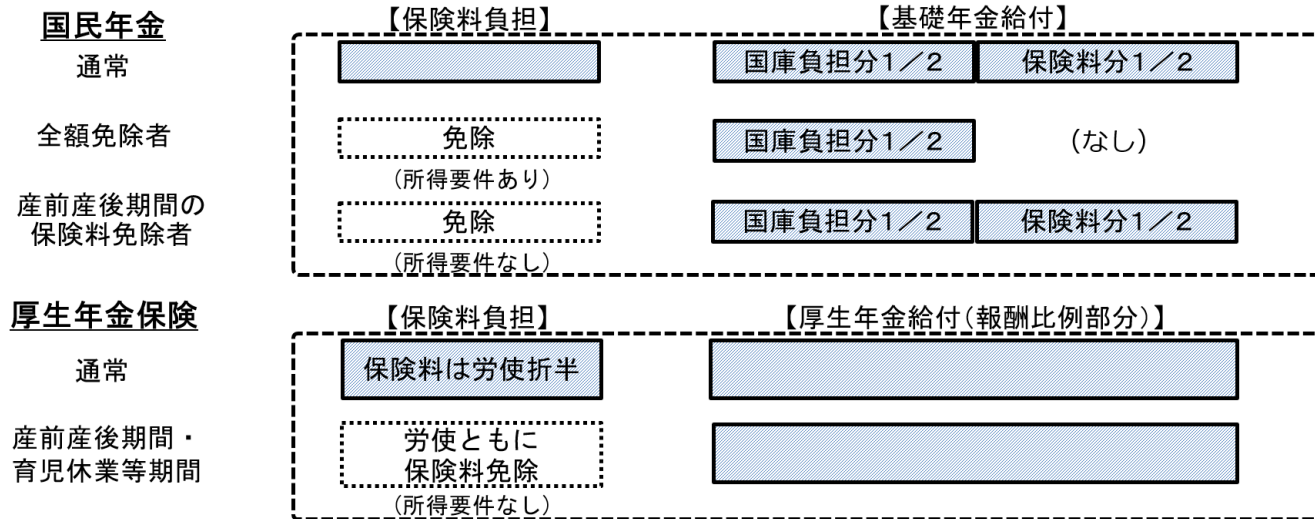 国民年金
【保険料負担】
【基礎年金給付】
通常
国庫負担分1／2
保険料分1／2
全額免除者
免除
(所得要件あり)
国庫負担分1／2
(なし)
産前産後期間の
保険料免除者
免除
(所得要件なし)
国庫負担分1／2
保険料分1／2
厚生年金保険
【保険料負担】
【厚生年金給付(報酬比例部分)】
通常
保険料は労使折半
産前産後期間・
育児休業等期間
労使ともに
保険料免除
(所得要件なし)